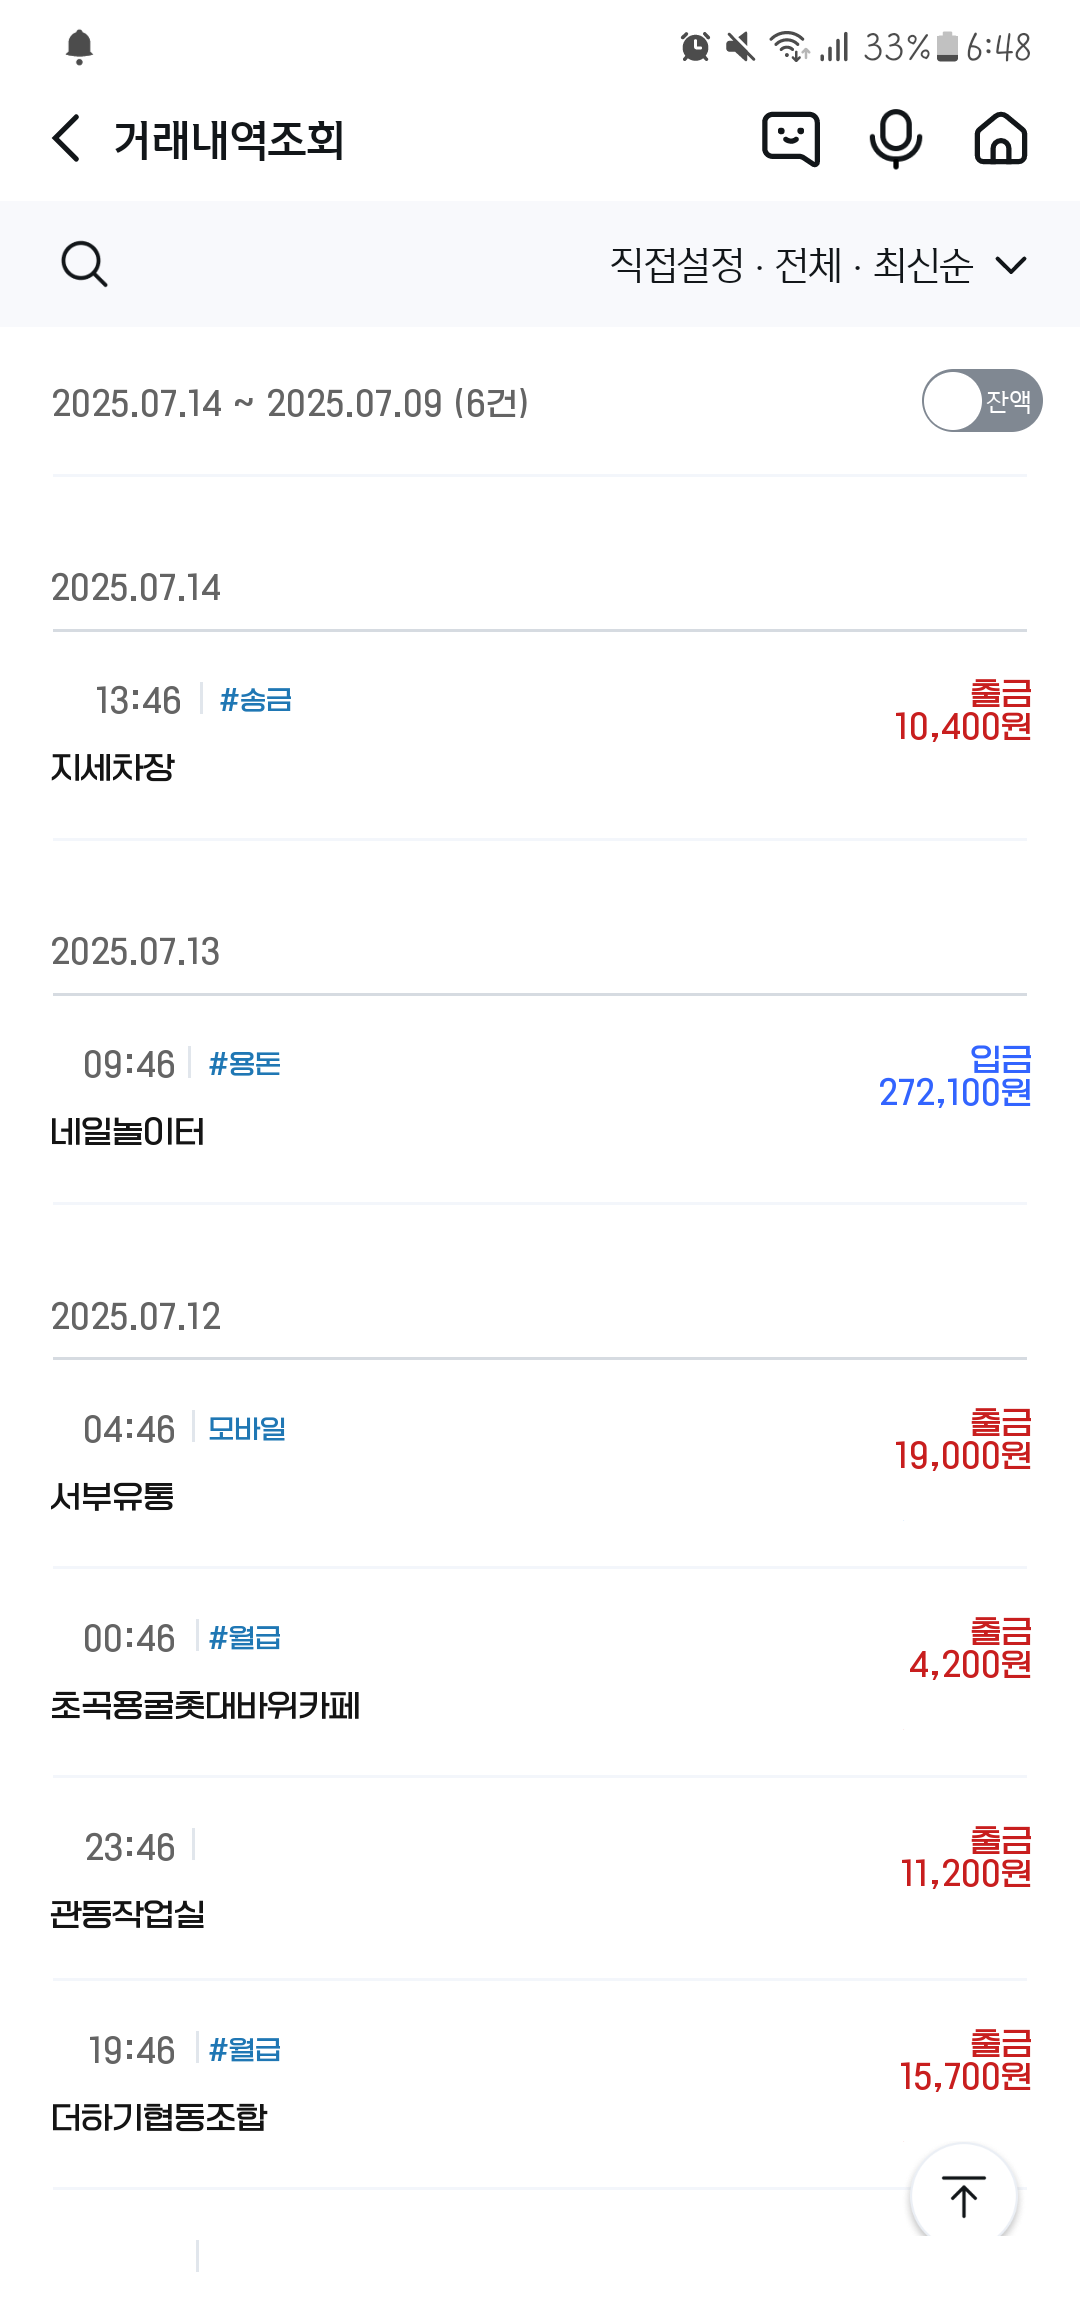 33% 6:48
거래내역조회
직접설정 · 전체 · 최신순
2025.07.14 ~ 2025.07.09 (6건)
잔액
2025.07.14
13:46 #송금
출금
10,400원
지세차장
2025.07.13
09:46 #용돈
입금
272,100원
네일놀이터
2025.07.12
04:46 모바일
출금
19,000원
서부유통
00:46 #월급
출금
4,200원
초곡용굴촛대바위카페
23:46
출금
11,200원
관동작업실
19:46 #월급
출금
15,700원
더하기협동조합